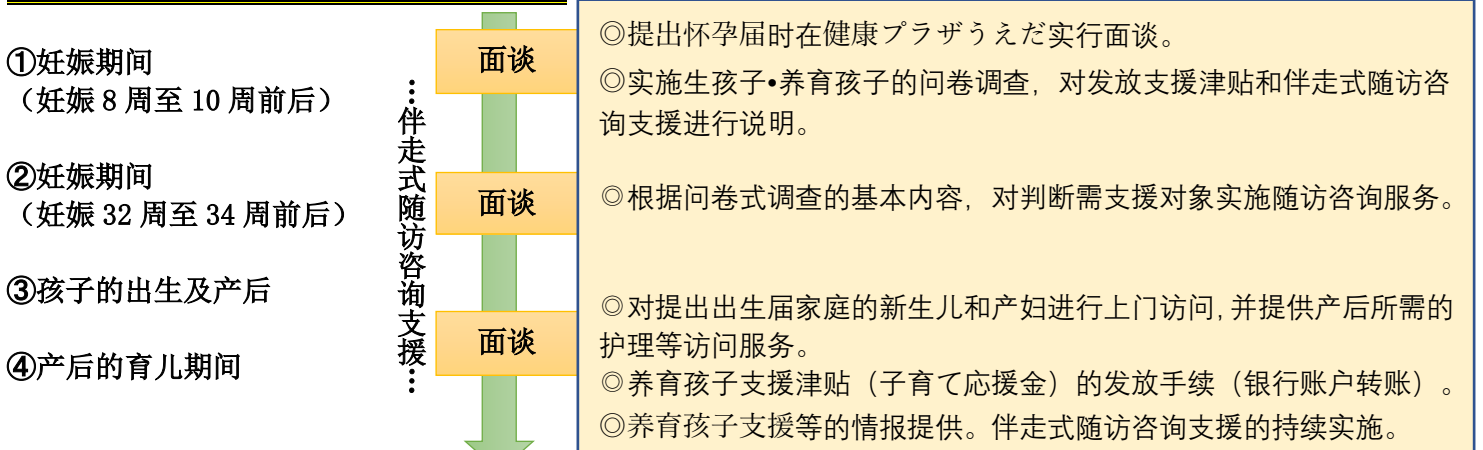 ①妊娠期间
（妊娠 8 周至 10 周前后）
②妊娠期间
（妊娠 32 周至 34 周前后）
③孩子的出生及产后
④产后的育儿期间
…伴走式随访咨询支援…
面谈
面谈
面谈
◎提出怀孕届时在健康プラザうえだ实行面谈。
◎实施生孩子•养育孩子的问卷调查，对发放支援津贴和伴走式随访咨
询支援进行说明。
◎根据问卷式调查的基本内容，对判断需支援对象实施随访咨询服务。
◎对提出出生届家庭的新生儿和产妇进行上门访问,并提供产后所需的
护理等访问服务。
◎养育孩子支援津贴（子育て応援金）的发放手续（银行账户转账）。
◎养育孩子支援等的情报提供。伴走式随访咨询支援的持续实施。